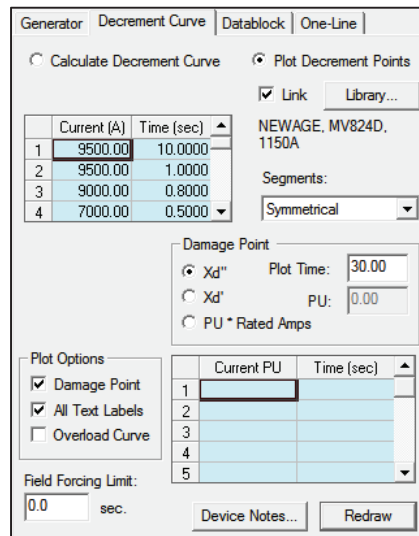 Generator Decrement Curve Datablock One-Line
Calculate Decrement Curve Plot Decrement Points
Link Library...
Current (A) Time (sec)
1 9500.00 10.0000
2 9500.00 1.0000
3 9000.00 0.8000
4 7000.00 0.5000
NEWAGE, MV824D,
1150A
Segments:
Symmetrical
Damage Point
Xd" Plot Time: 30.00
Xd' PU: 0.00
PU * Rated Amps
Plot Options
Damage Point
All Text Labels
Overload Curve
Current PU Time (sec)
1
2
3
4
5
Field Forcing Limit:
0.0 sec.
Device Notes... Redraw